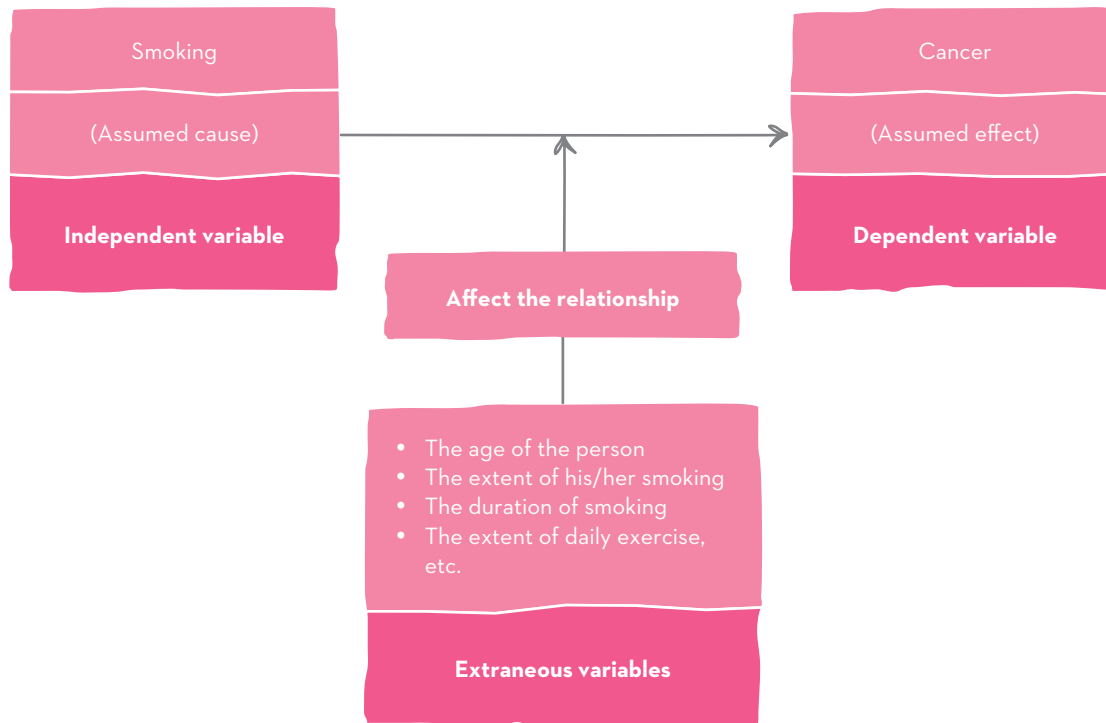 Smoking
(Assumed cause)
Independent variable
Cancer
(Assumed effect)
Dependent variable
Affect the relationship
• The age of the person
• The extent of his/her smoking
• The duration of smoking
• The extent of daily exercise,
etc.
Extraneous variables